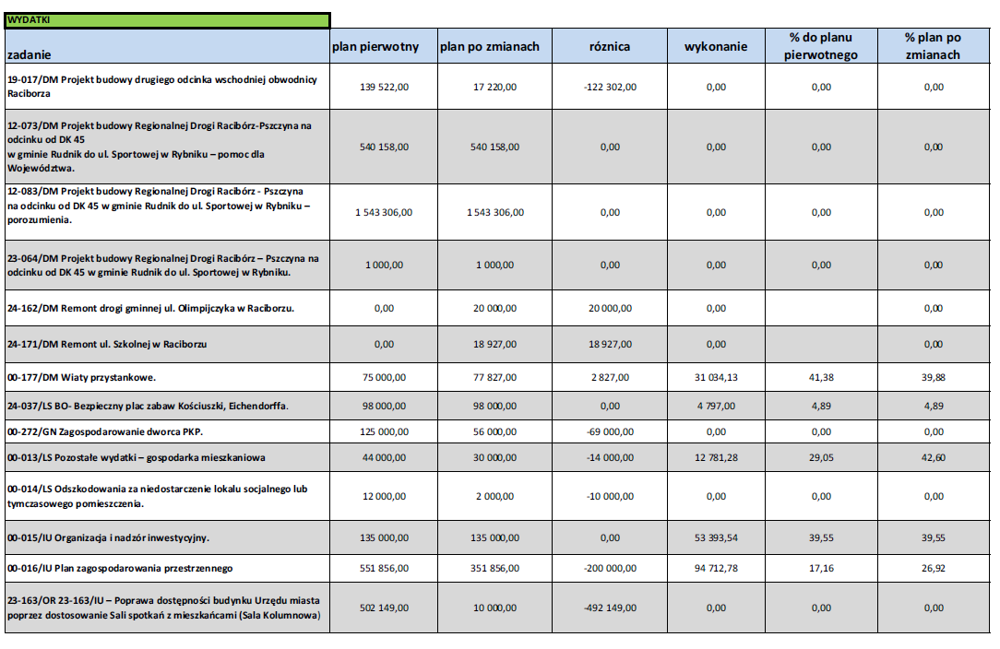 WYDATKI
zadanie | plan pierwotny | plan po zmianach | róznica | wykonanie | % do planu pierwotnego | % plan po zmianach
19-017/DM Projekt budowy drugiego odcinka wschodniej obwodnicy
Raciborza | 139 522,00 | 17 220,00 | -122 302,00 | 0,00 | 0,00 | 0,00
12-073/DM Projekt budowy Regionalnej Drogi Racibórz-Pszczyna na
odcinku od DK 45
w gminie Rudnik do ul. Sportowej w Rybniku – pomoc dla
Województwa. | 540 158,00 | 540 158,00 | 0,00 | 0,00 | 0,00 | 0,00
12-083/DM Projekt budowy Regionalnej Drogi Racibórz - Pszczyna
na odcinku od DK 45 w gminie Rudnik do ul. Sportowej w Rybniku –
porozumienia. | 1 543 306,00 | 1 543 306,00 | 0,00 | 0,00 | 0,00 | 0,00
23-064/DM Projekt budowy Regionalnej Drogi Racibórz – Pszczyna na
odcinku od DK 45 w gminie Rudnik do ul. Sportowej w Rybniku. | 1 000,00 | 1 000,00 | 0,00 | 0,00 | 0,00 | 0,00
24-162/DM Remont drogi gminnej ul. Olimpijczyka w Raciborzu. | 0,00 | 20 000,00 | 20 000,00 | 0,00 | | 0,00
24-171/DM Remont ul. Szkolnej w Raciborzu | 0,00 | 18 927,00 | 18 927,00 | 0,00 | | 0,00
00-177/DM Wiaty przystankowe. | 75 000,00 | 77 827,00 | 2 827,00 | 31 034,13 | 41,38 | 39,88
24-037/LS BO- Bezpieczny plac zabaw Kościuszki, Eichendorffa. | 98 000,00 | 98 000,00 | 0,00 | 4 797,00 | 4,89 | 4,89
00-272/GN Zagospodarowanie dworca PKP. | 125 000,00 | 56 000,00 | -69 000,00 | 0,00 | 0,00 | 0,00
00-013/LS Pozostałe wydatki – gospodarka mieszkaniowa | 44 000,00 | 30 000,00 | -14 000,00 | 12 781,28 | 29,05 | 42,60
00-014/LS Odszkodowania za niedostarczenie lokalu socjalnego lub
tymczasowego pomieszczenia. | 12 000,00 | 2 000,00 | -10 000,00 | 0,00 | 0,00 | 0,00
00-015/IU Organizacja i nadzór inwestycyjny. | 135 000,00 | 135 000,00 | 0,00 | 53 393,54 | 39,55 | 39,55
00-016/IU Plan zagospodarowania przestrzennego | 551 856,00 | 351 856,00 | -200 000,00 | 94 712,78 | 17,16 | 26,92
23-163/OR 23-163/IU – Poprawa dostępności budynku Urzędu miasta
poprzez dostosowanie Sali spotkań z mieszkańcami (Sala Kolumnowa) | 502 149,00 | 10 000,00 | -492 149,00 | 0,00 | 0,00 | 0,00